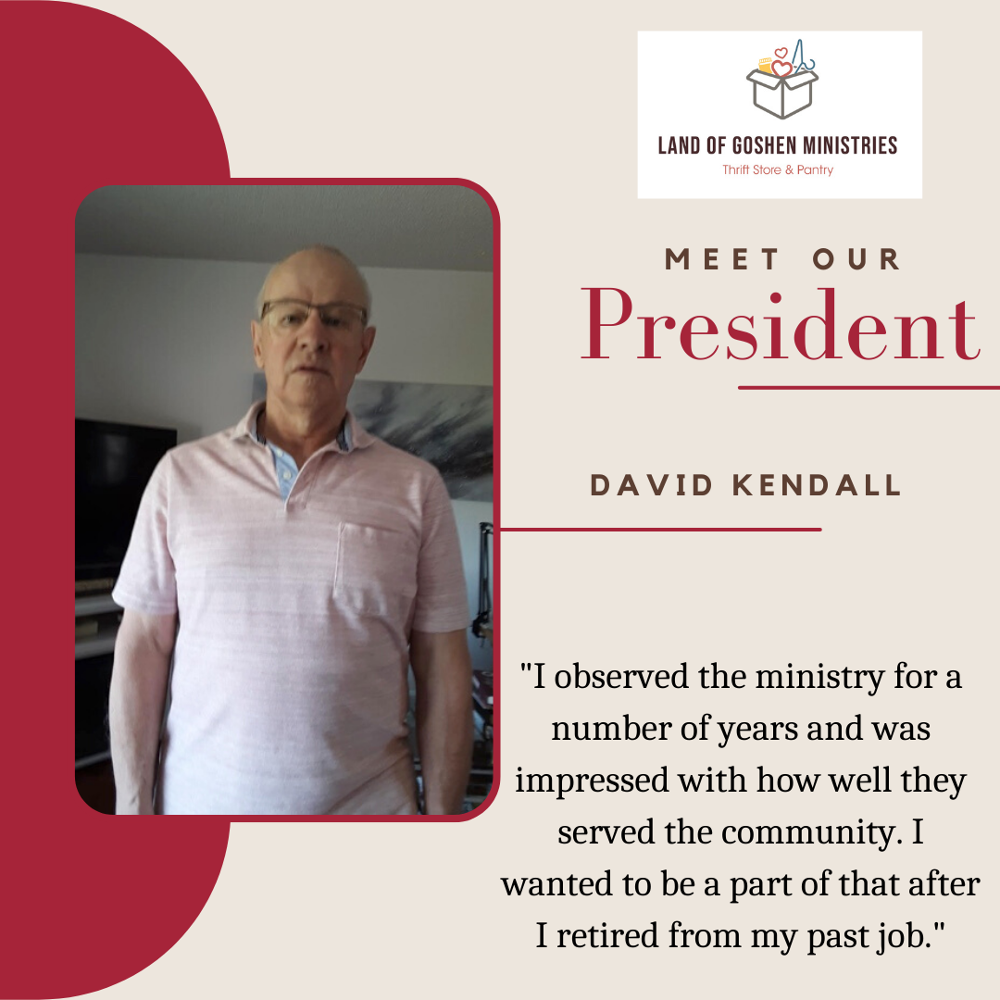 LAND OF GOSHEN MINISTRIES
Thrift Store & Pantry
MEET OUR
President
DAVID KENDALL
"I observed the ministry for a
number of years and was
impressed with how well they
served the community. I
wanted to be a part of that after
I retired from my past job."